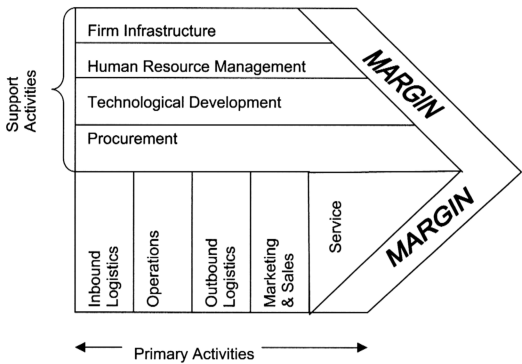 Firm Infrastructure
Human Resource Management
Technological Development
Procurement
Support
Activities
MARGIN
MARGIN
Inbound
Logistics
Operations
Outbound
Logistics
Marketing
& Sales
Service
Primary Activities